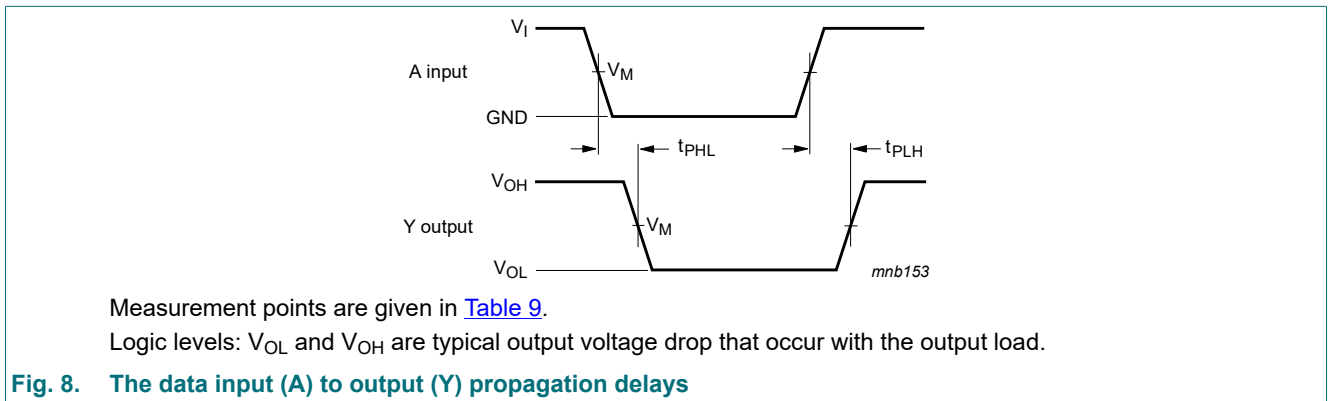 V_I
A input
V_M
GND
t_PHL
t_PLH
V_OH
Y output
V_M
V_OL
mnb153
Measurement points are given in Table 9.
Logic levels: V_OL and V_OH are typical output voltage drop that occur with the output load.
Fig. 8. The data input (A) to output (Y) propagation delays